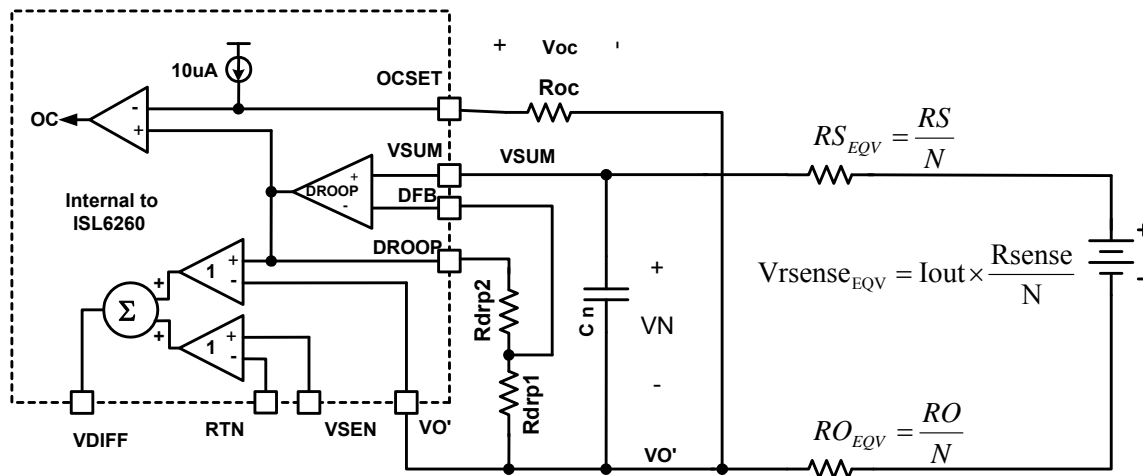 + Voc '
10uA
OCSET
Roc
OC
-
+
VSUM
VSUM
RS_EQV = RS/N
DROOP
+
-
DFB
Internal to
ISL6260
DROOP
1
+
-
+
Σ
+
1
+
-
Rdrp2
Rdrp1
Cn
+
VN
-
+
-
Vrsense_EQV = Iout × Rsense/N
VDIFF
RTN
VSEN
VO'
VO'
RO_EQV = RO/N